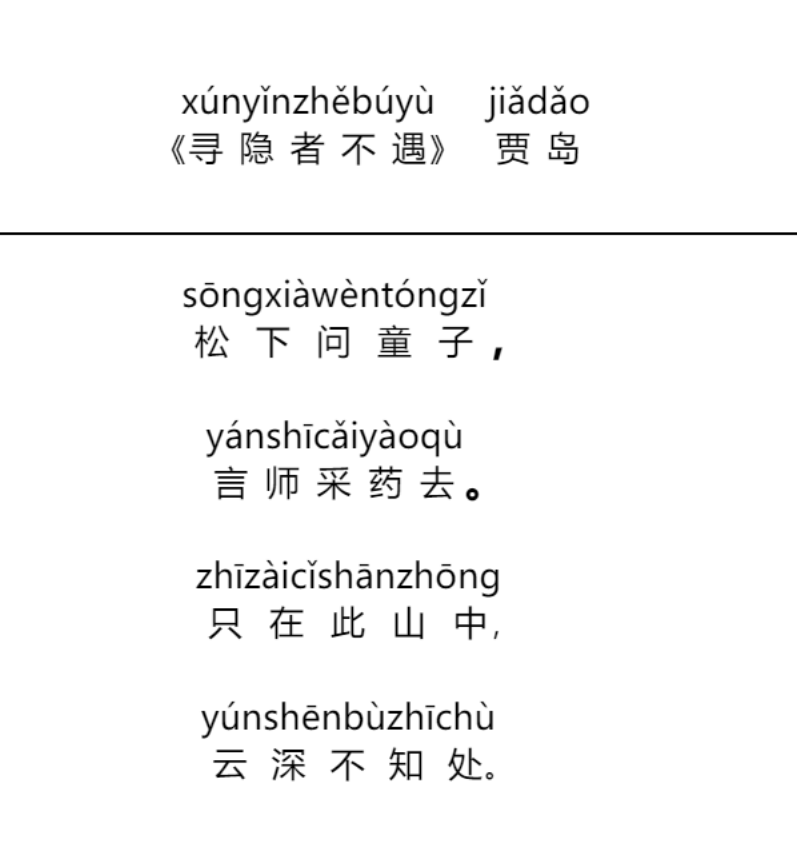 xúnyǐnzhěbúyù jiǎdǎo
《寻隐者不遇》 贾岛
sōngxiàwèntóngzǐ
松下问童子,
yánshīcǎiyàoqù
言师采药去。
zhīzàicǐshānzhōng
只在此山中,
yúnshēnbùzhīchù
云深不知处。